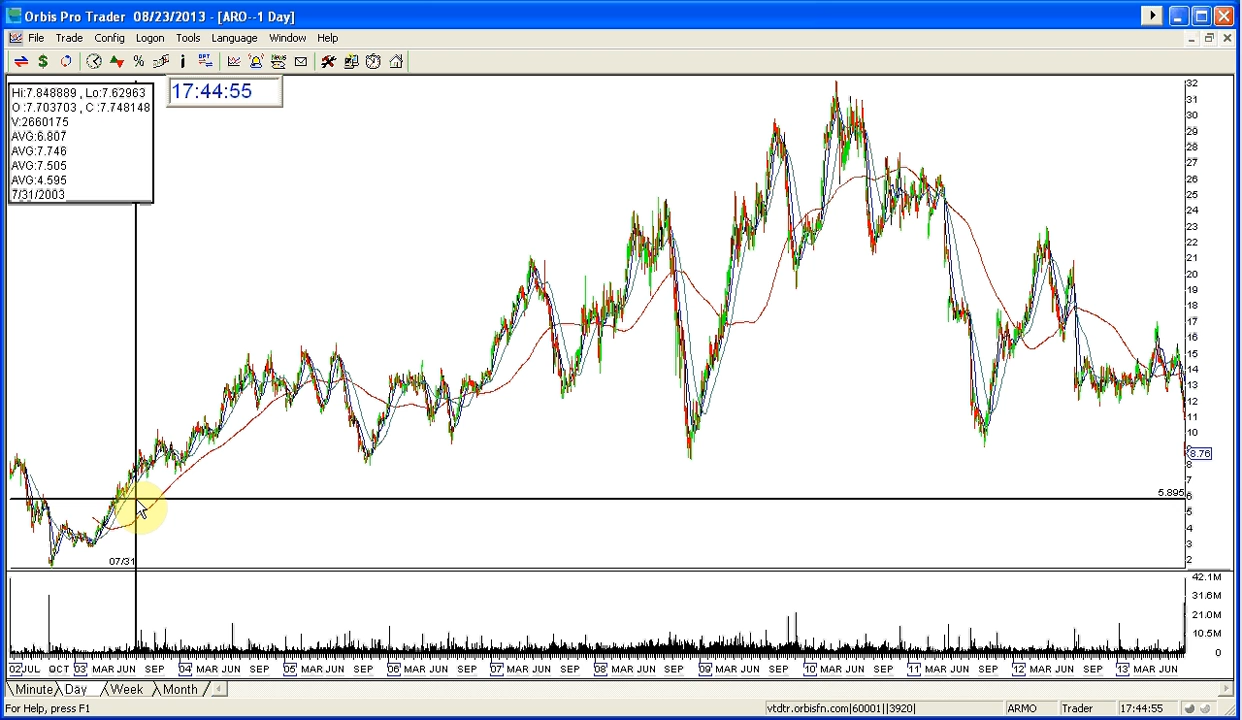 Orbis Pro Trader 08/23/2013 - [ARO--1 Day]
File Trade Config Logon Tools Language Window Help
Hi:7.848889 , Lo:7.62963
O :7.703703 , C :7.748148
V:2660175
AVG:6.807
AVG:7.746
AVG:7.505
AVG:4.595
7/31/2003
17:44:55
32
31
30
29
28
27
26
25
24
23
22
21
20
19
18
17
16
15
14
13
12
11
10
8.76
8
7
5.895
6
5
4
3
2
07/31
42.1M
31.6M
21.0M
10.5M
0
02 JUL OCT 03 MAR JUN SEP 04 MAR JUN SEP 05 MAR JUN SEP 06 MAR JUN SEP 07 MAR JUN SEP 08 MAR JUN SEP 09 MAR JUN SEP 10 MAR JUN SEP 11 MAR JUN SEP 12 MAR JUN SEP 13 MAR JUN
Minute Day Week Month
For Help, press F1 vtdtr.orbisfn.com|60001||3920| ARMO Trader 17:44:55